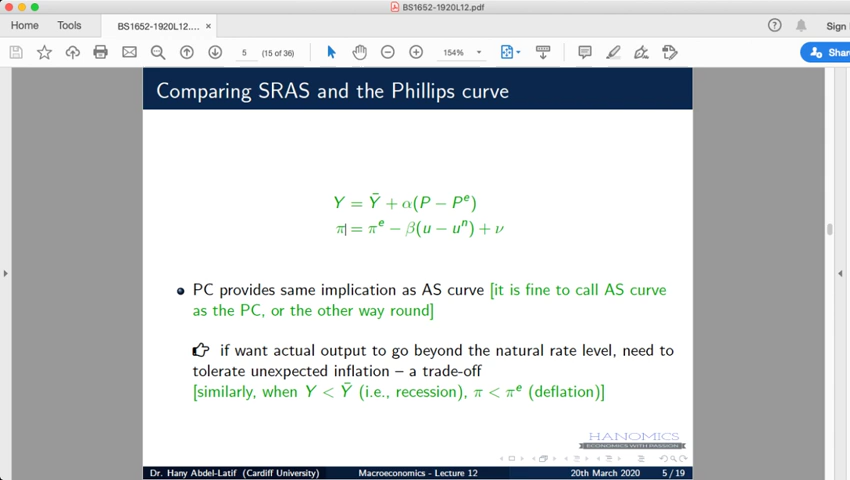 BS1652-1920L12.pdf
Home Tools BS1652-1920L12.... × Sign
5 (15 of 36) 154% Shar
Comparing SRAS and the Phillips curve
Y = Ȳ + α(P − Pᵉ)
π = πᵉ − β(u − uⁿ) + ν
PC provides same implication as AS curve [it is fine to call AS curve
as the PC, or the other way round]
if want actual output to go beyond the natural rate level, need to
tolerate unexpected inflation – a trade-off
[similarly, when Y < Ȳ (i.e., recession), π < πᵉ (deflation)]
HANOMICS
ECONOMICS WITH PASSION
Dr. Hany Abdel-Latif (Cardiff University) Macroeconomics - Lecture 12 20th March 2020 5 / 19